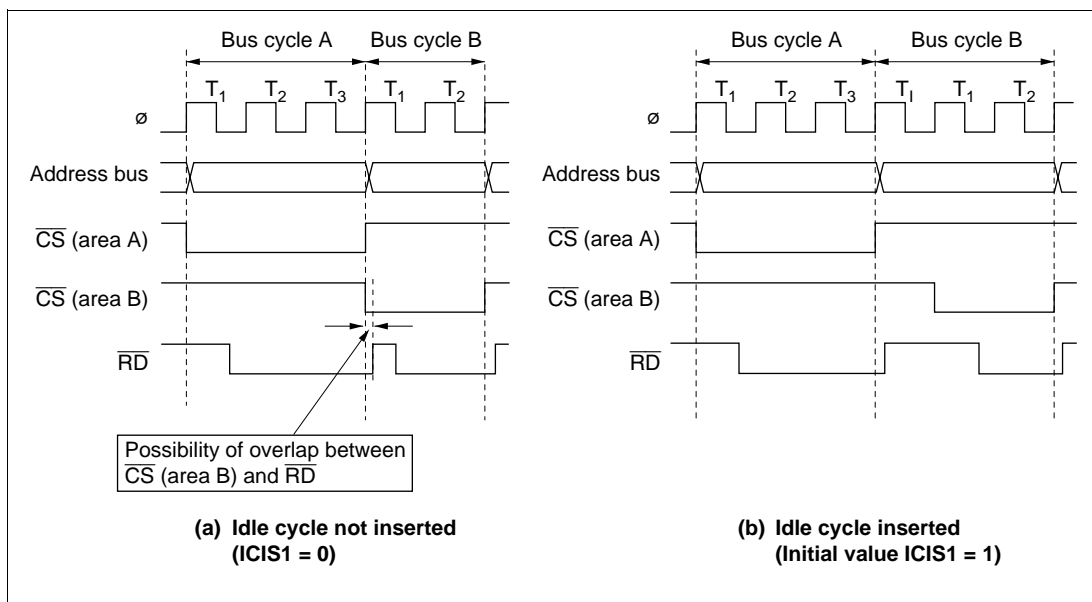 Bus cycle A
Bus cycle B
T1 T2 T3 T1 T2
ø
Address bus
CS (area A)
CS (area B)
RD
Possibility of overlap between
CS (area B) and RD
(a) Idle cycle not inserted
(ICIS1 = 0)
Bus cycle A
Bus cycle B
T1 T2 T3 TI T1 T2
ø
Address bus
CS (area A)
CS (area B)
RD
(b) Idle cycle inserted
(Initial value ICIS1 = 1)